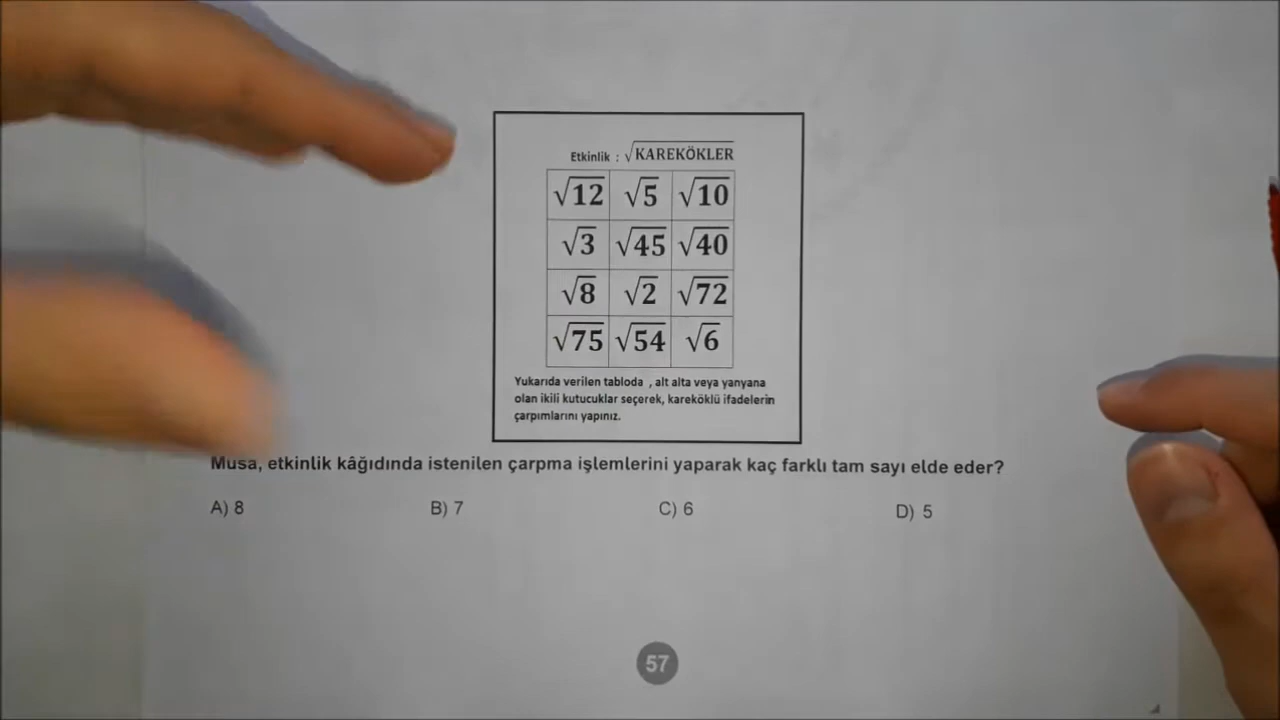 Etkinlik : √KAREKÖKLER
√12 √5 √10
√3 √45 √40
√8 √2 √72
√75 √54 √6
Yukarıda verilen tabloda , alt alta veya yanyana
olan ikili kutucuklar seçerek, kareköklü ifadelerin
çarpımlarını yapınız.
Musa, etkinlik kâğıdında istenilen çarpma işlemlerini yaparak kaç farklı tam sayı elde eder?
A) 8 B) 7 C) 6 D) 5
57